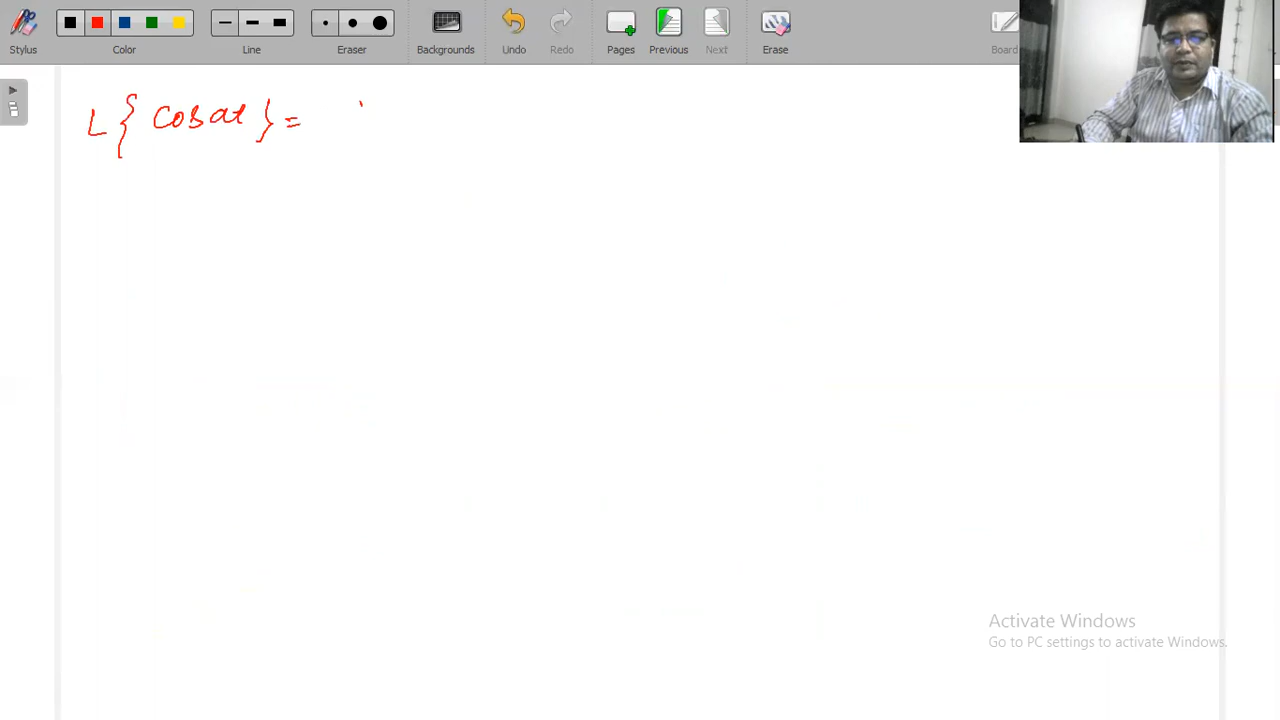 Stylus
Color
Line
Eraser
Backgrounds
Undo
Redo
Pages
Previous
Next
Erase
Board
L{ Cos at } =
Activate Windows
Go to PC settings to activate Windows.